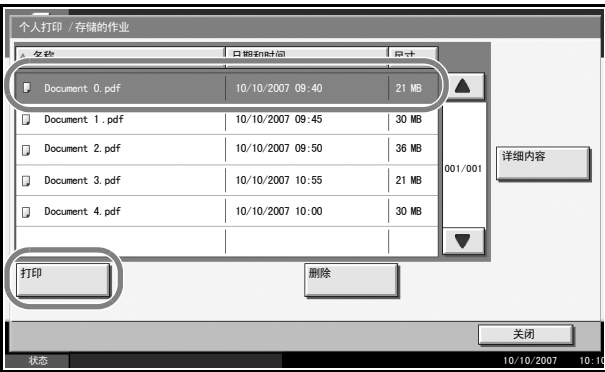 个人打印 /存储的作业
名称 日期和时间 尺寸
Document 0.pdf 10/10/2007 09:40 21 MB
Document 1.pdf 10/10/2007 09:45 30 MB
Document 2.pdf 10/10/2007 09:50 36 MB
Document 3.pdf 10/10/2007 10:55 21 MB
Document 4.pdf 10/10/2007 10:00 30 MB
001/001
详细内容
打印 删除
关闭
状态 10/10/2007 10:10